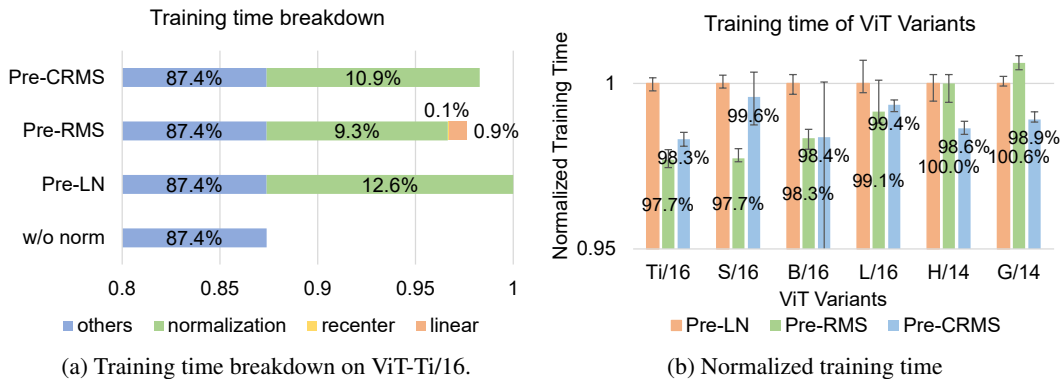 Training time breakdown
Pre-CRMS
87.4%
10.9%
0.1%
Pre-RMS
87.4%
9.3%
0.9%
Pre-LN
87.4%
12.6%
w/o norm
87.4%
0.8
0.85
0.9
0.95
1
others
normalization
recenter
linear
(a) Training time breakdown on ViT-Ti/16.
Training time of ViT Variants
Normalized Training Time
1
0.95
97.7%
98.3%
97.7%
99.6%
98.3%
98.4%
99.1%
99.4%
100.0%
98.6%
100.6%
98.9%
Ti/16
S/16
B/16
L/16
H/14
G/14
ViT Variants
Pre-LN
Pre-RMS
Pre-CRMS
(b) Normalized training time